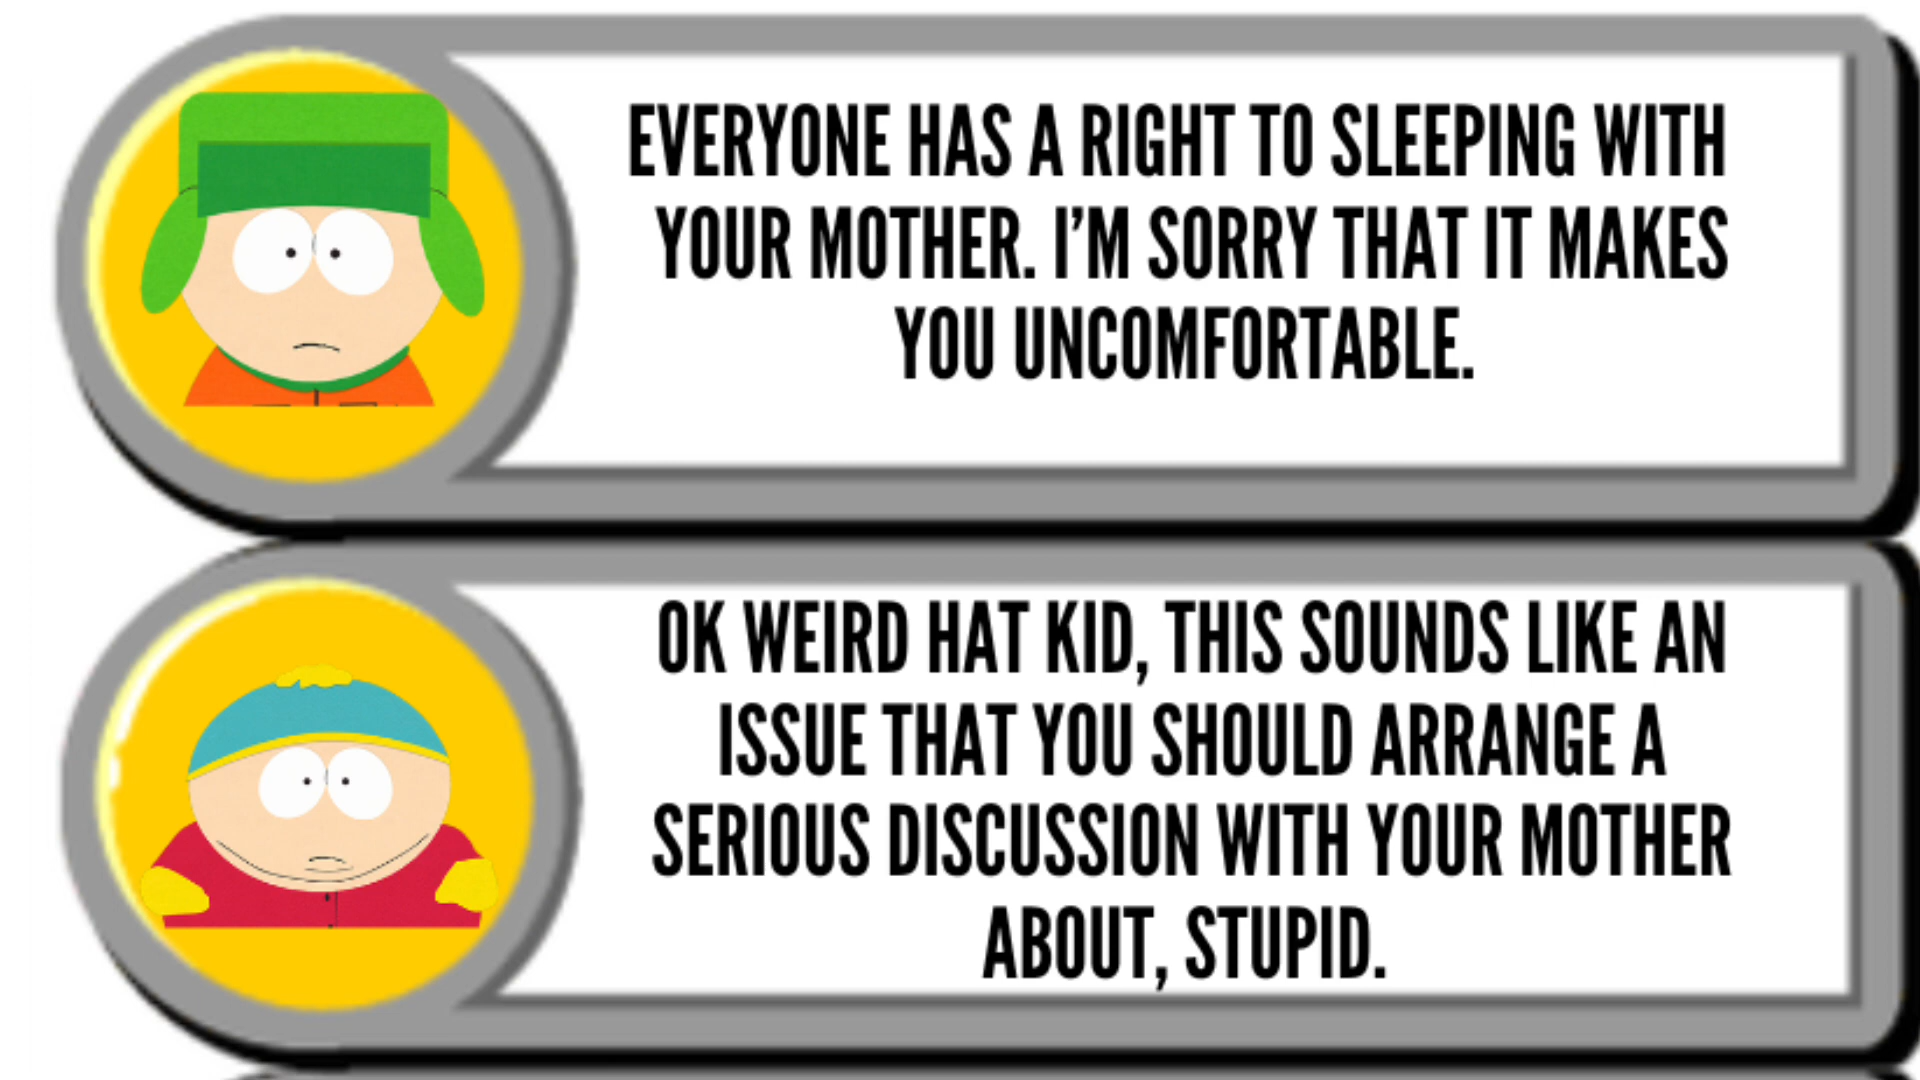 EVERYONE HAS A RIGHT TO SLEEPING WITH
YOUR MOTHER. I'M SORRY THAT IT MAKES
YOU UNCOMFORTABLE.
OK WEIRD HAT KID, THIS SOUNDS LIKE AN
ISSUE THAT YOU SHOULD ARRANGE A
SERIOUS DISCUSSION WITH YOUR MOTHER
ABOUT, STUPID.